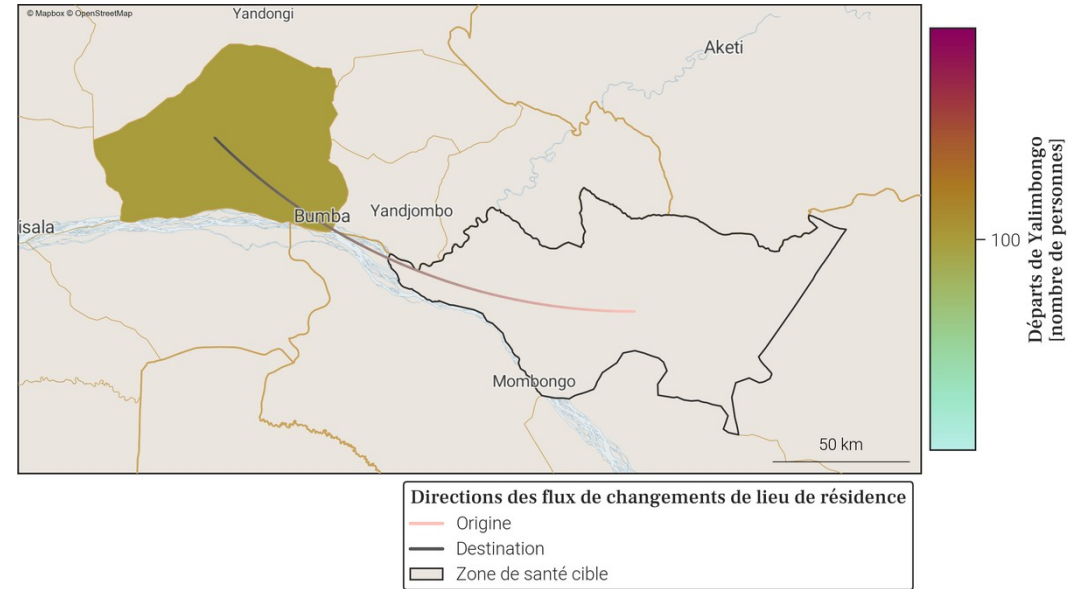 © Mapbox © OpenStreetMap
Yandongi
Aketi
Yandjombo
Bumba
isala
Mombongo
50 km
100
Départs de Yalimbongo
[nombre de personnes]
Directions des flux de changements de lieu de résidence
Origine
Destination
Zone de santé cible